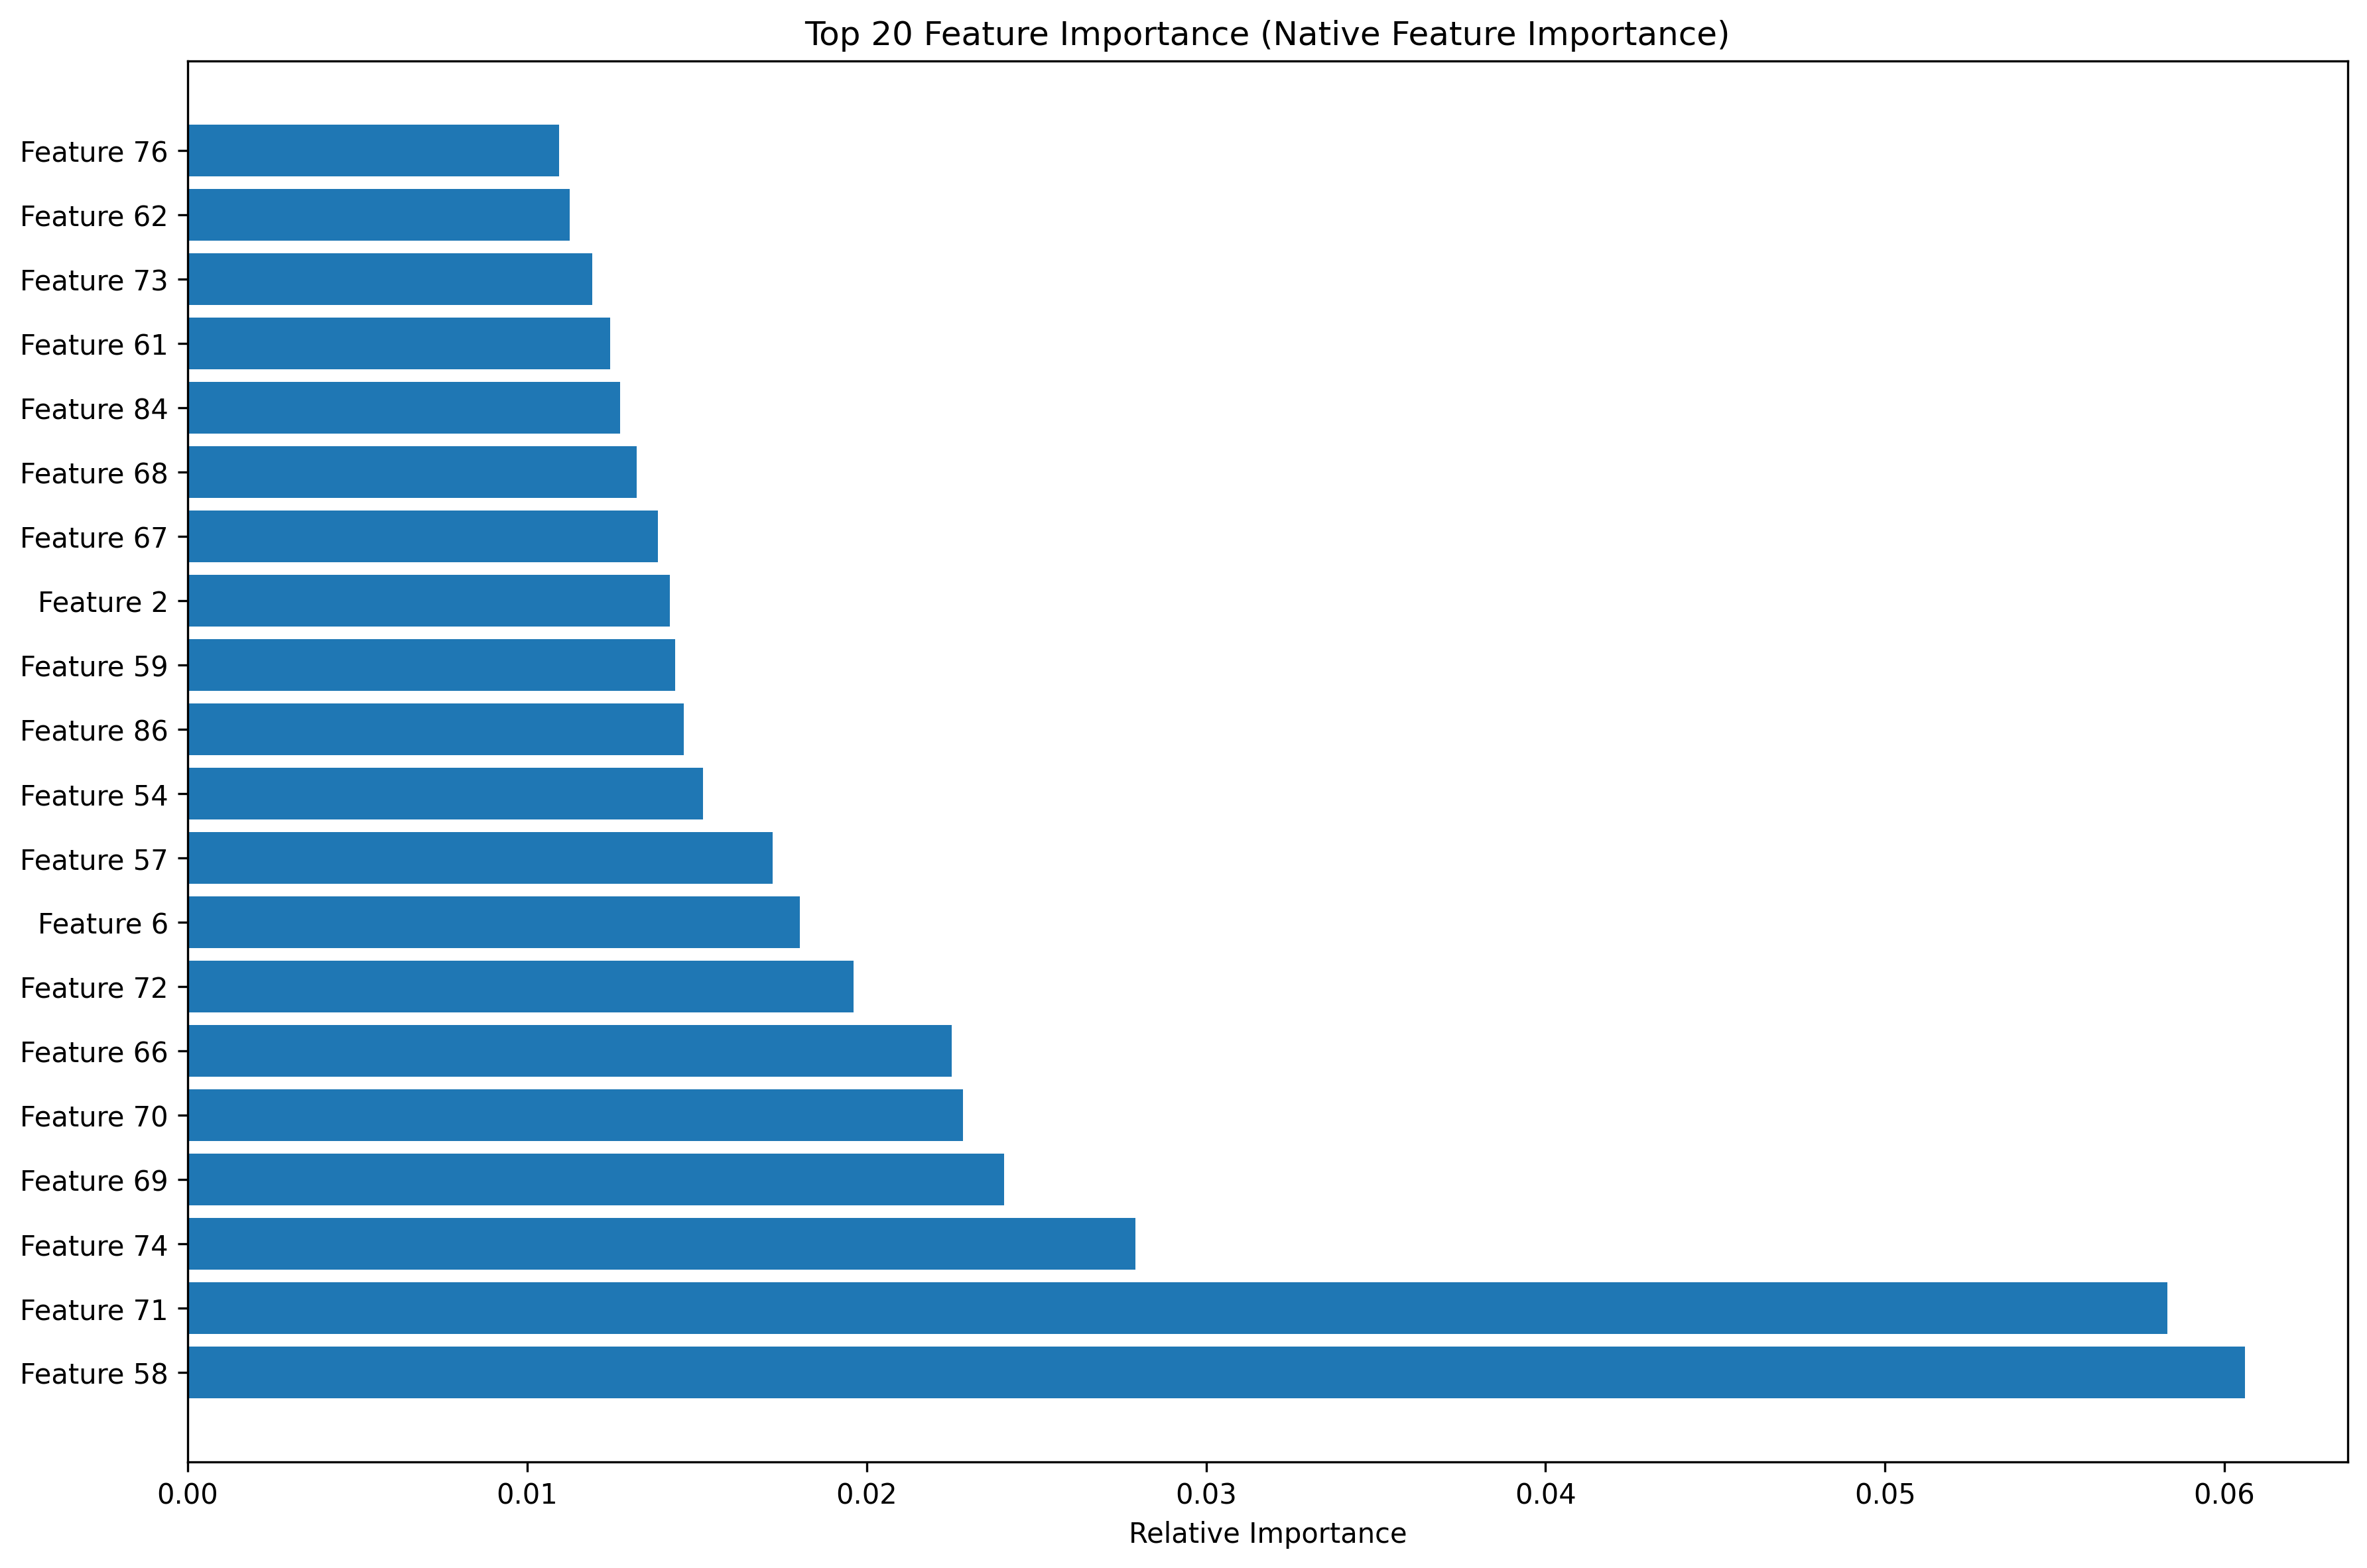 Top 20 Feature Importance (Native Feature Importance)
Feature 76
Feature 62
Feature 73
Feature 61
Feature 84
Feature 68
Feature 67
Feature 2
Feature 59
Feature 86
Feature 54
Feature 57
Feature 6
Feature 72
Feature 66
Feature 70
Feature 69
Feature 74
Feature 71
Feature 58
0.00 0.01 0.02 0.03 0.04 0.05 0.06
Relative Importance